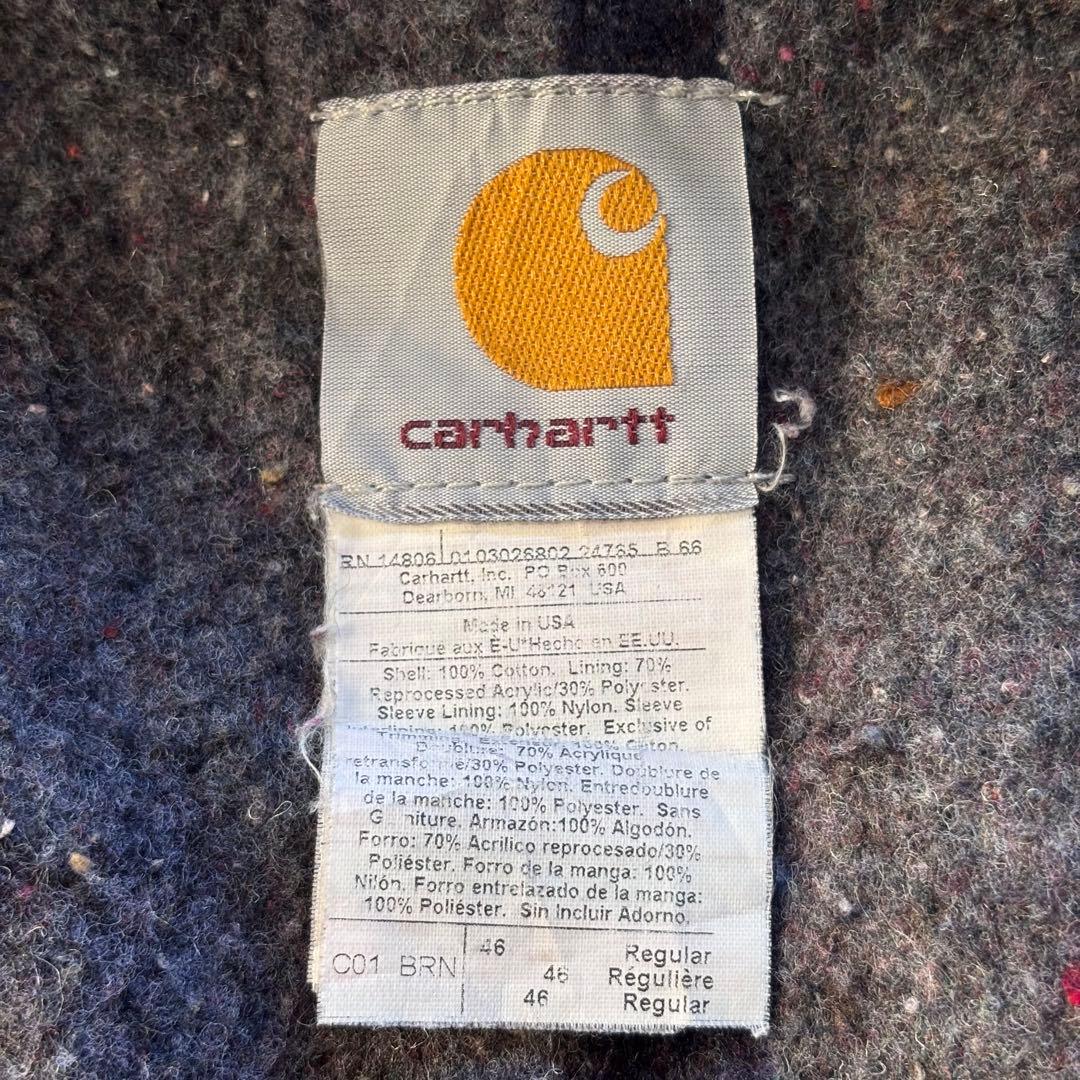 carhartt
RN 14806 0103026802 24765 B 66
Carhartt, Inc. PO Box 600
Dearborn, MI 48121 USA
Made in USA
Fabriqué aux É-U*Hecho en EE.UU.
Shell: 100% Cotton. Lining: 70%
Reprocessed Acrylic/30% Polyester.
Sleeve Lining: 100% Nylon. Sleeve
100% Polyester. Exclusive of
100% Coton.
Doublure: 70% Acrylique
retransformé/30% Polyester. Doublure de
la manche: 100% Nylon. Entredoublure
de la manche: 100% Polyester. Sans
Armazón:100% Algodón.
Forro: 70% Acrilico reprocesado/30%
Poliéster. Forro de la manga: 100%
Nilón. Forro entrelazado de la manga:
100% Poliéster. Sin Incluir Adorno.
C01 BRN 46 Regular
46 Régulière
46 Regular